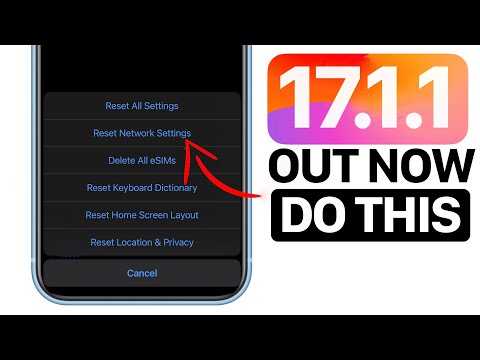 Reset All Settings
Reset Network Settings
Delete All eSIMs
Reset Keyboard Dictionary
Reset Home Screen Layout
Reset Location & Privacy
Cancel
17.1.1
OUT NOW
DO THIS